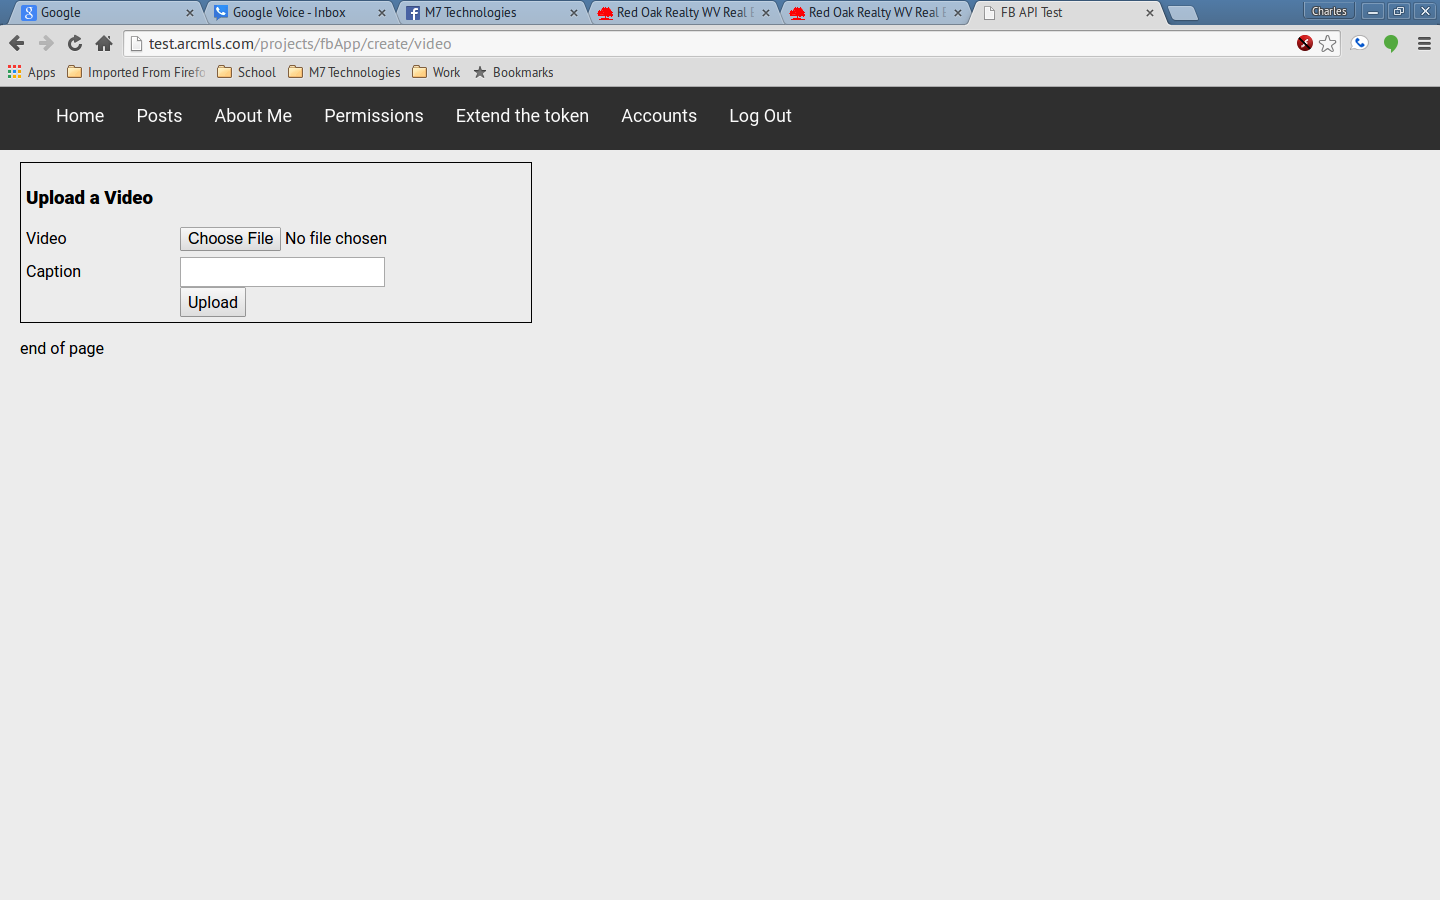 Google
Google Voice - Inbox
M7 Technologies
Red Oak Realty WV Real
Red Oak Realty WV Real
FB API Test
Charles
test.arcmls.com/projects/fbApp/create/video
Apps
Imported From Firefo
School
M7 Technologies
Work
Bookmarks
Home
Posts
About Me
Permissions
Extend the token
Accounts
Log Out
Upload a Video
Video
Choose File No file chosen
Caption
Upload
end of page